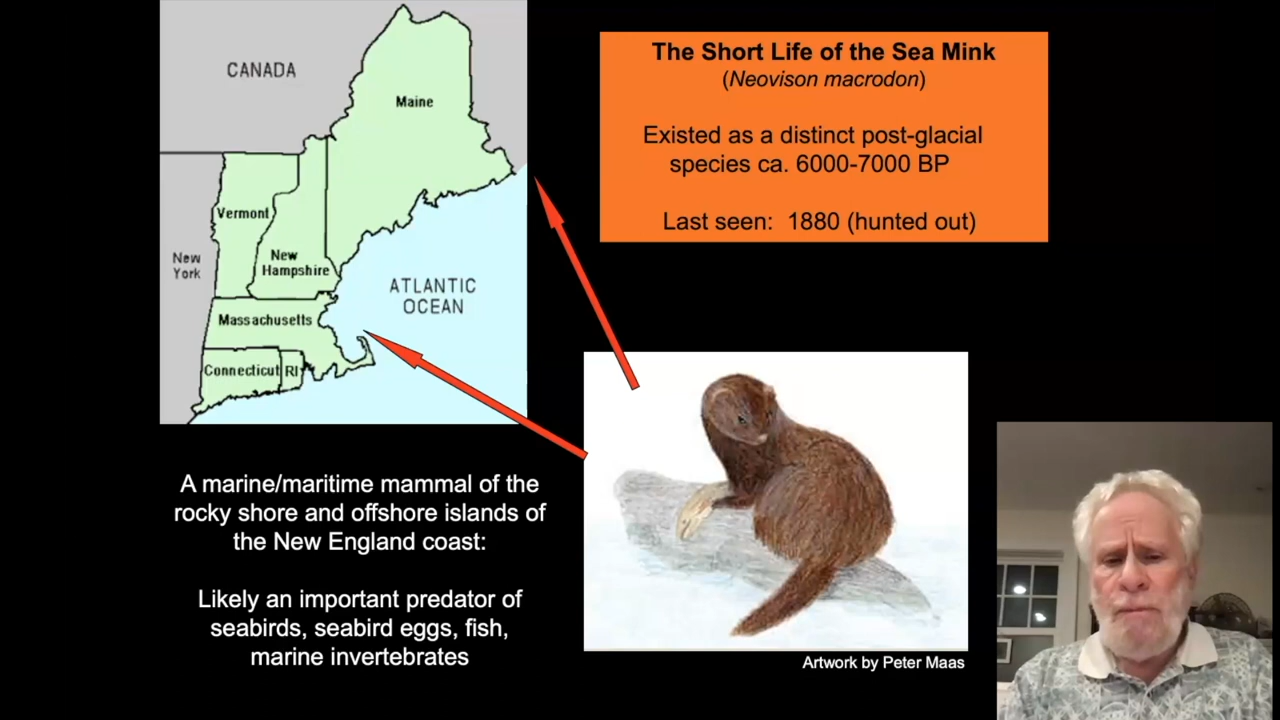 CANADA
Maine
Vermont
New
York
New
Hampshire
ATLANTIC
OCEAN
Massachusetts
Connecticut
RI
The Short Life of the Sea Mink
(Neovison macrodon)
Existed as a distinct post-glacial
species ca. 6000-7000 BP
Last seen: 1880 (hunted out)
A marine/maritime mammal of the
rocky shore and offshore islands of
the New England coast:
Likely an important predator of
seabirds, seabird eggs, fish,
marine invertebrates
Artwork by Peter Maas